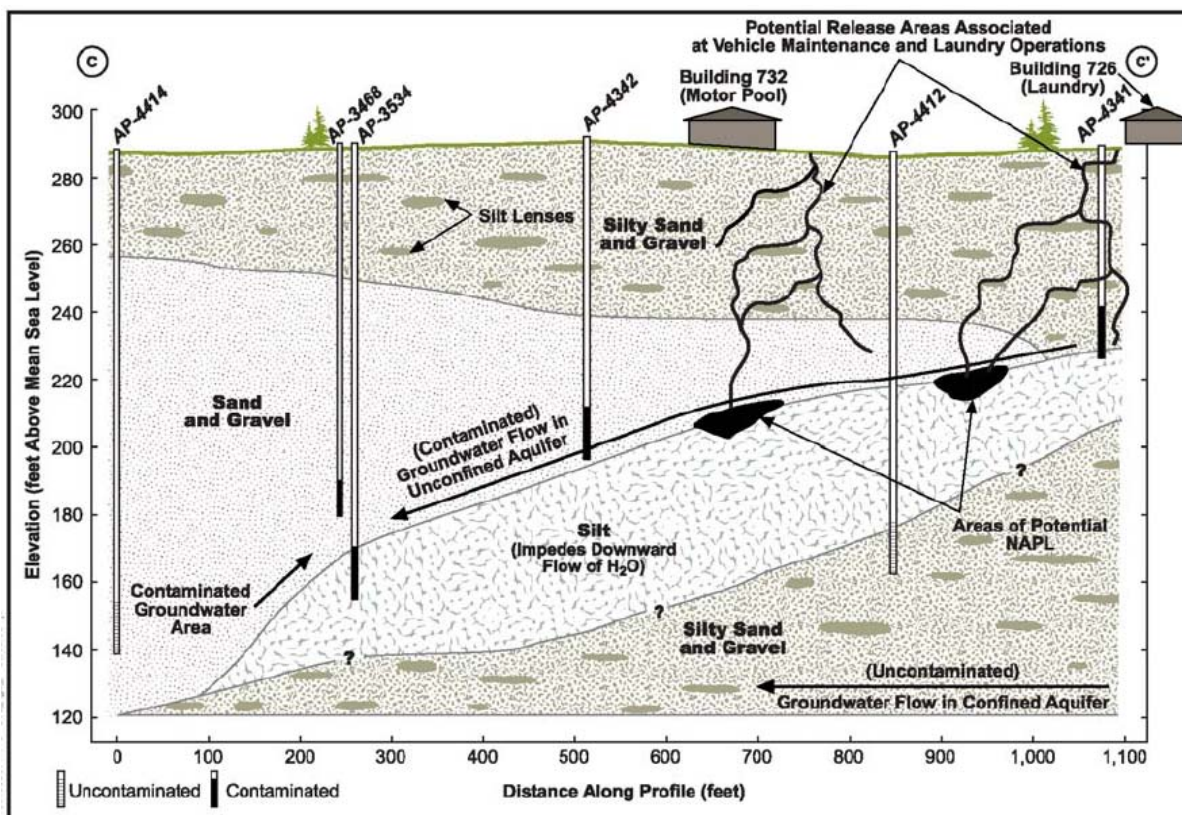 Potential Release Areas Associated
at Vehicle Maintenance and Laundry Operations
C
C'
AP-4414
AP-3468
AP-3534
AP-4342
Building 732
(Motor Pool)
AP-4412
Building 726
(Laundry)
AP-4341
300
280
260
240
220
200
180
160
140
120
Elevation (feet Above Mean Sea Level)
Silt Lenses
Silty Sand
and Gravel
Sand
and Gravel
(Contaminated)
Groundwater Flow in
Unconfined Aquifer
Silt
(Impedes Downward
Flow of H₂O)
Areas of Potential
NAPL
Contaminated
Groundwater
Area
?
?
?
Silty Sand
and Gravel
(Uncontaminated)
Groundwater Flow in Confined Aquifer
0
100
200
300
400
500
600
700
800
900
1,000
1,100
Uncontaminated
Contaminated
Distance Along Profile (feet)